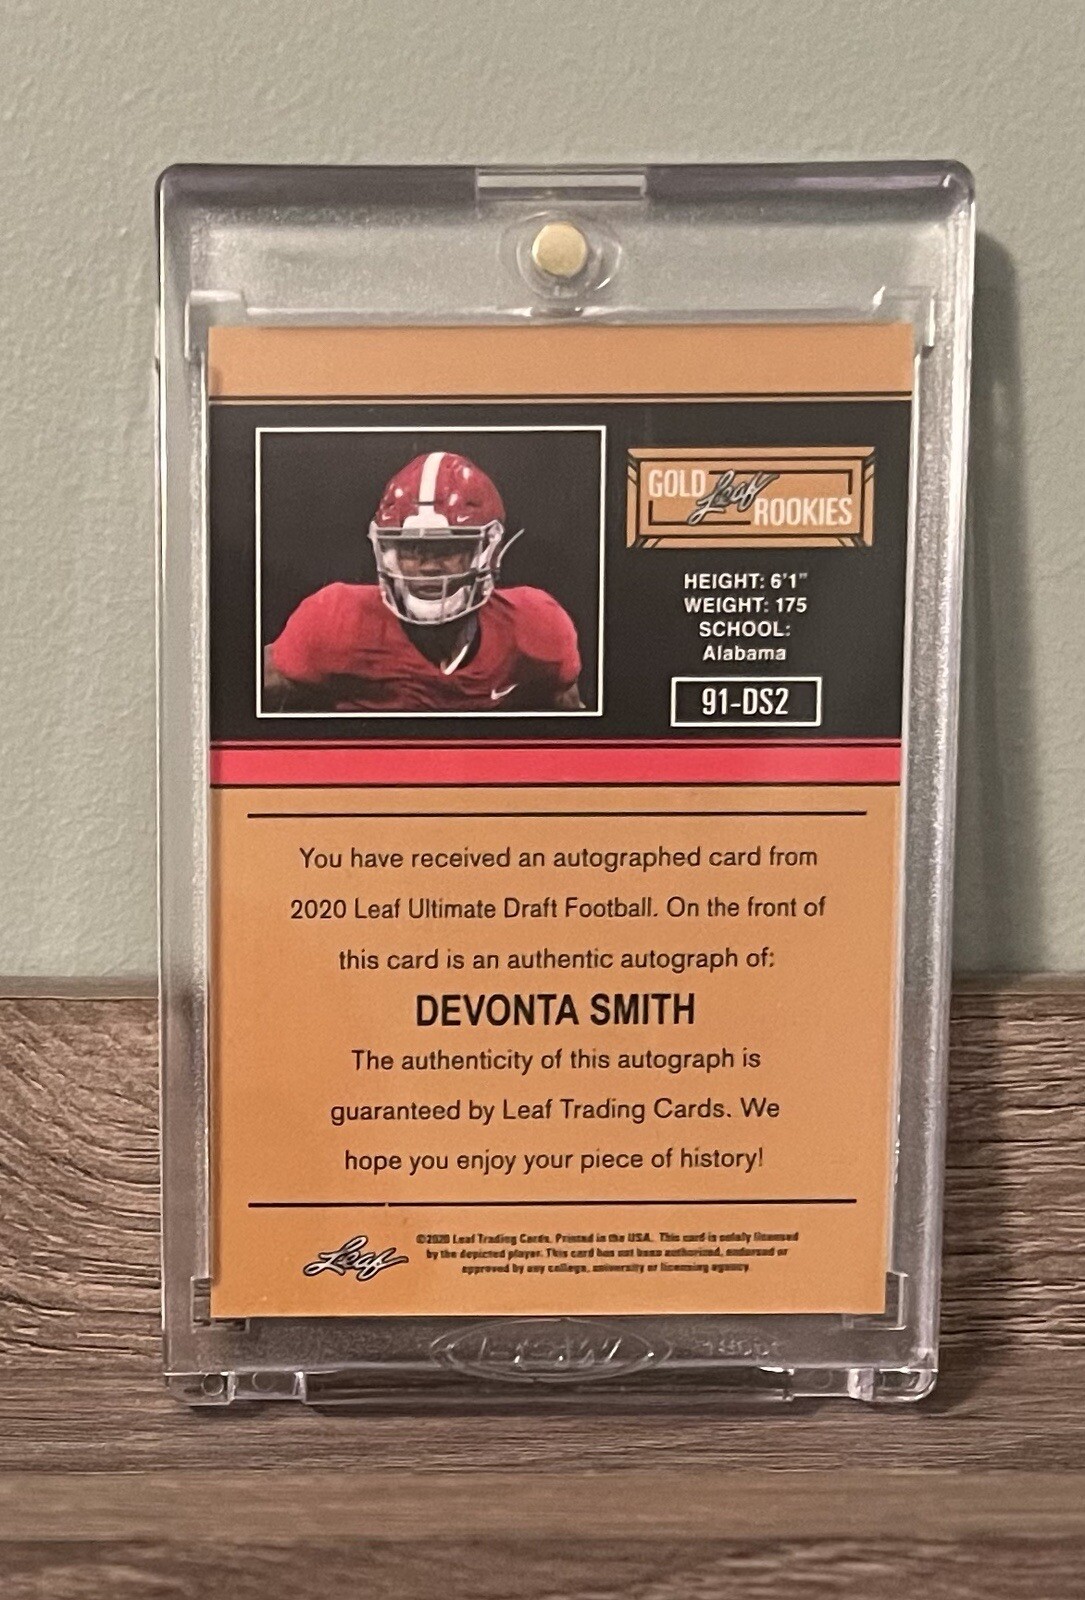 GOLD Leaf ROOKIES
HEIGHT: 6'1"
WEIGHT: 175
SCHOOL:
Alabama
91-DS2
You have received an autographed card from
2020 Leaf Ultimate Draft Football. On the front of
this card is an authentic autograph of:
DEVONTA SMITH
The authenticity of this autograph is
guaranteed by Leaf Trading Cards. We
hope you enjoy your piece of history!
Leaf
©2020 Leaf Trading Cards. Printed in the USA. This card is solely licensed
by the depicted player. This card has not been authorized, endorsed or
approved by any college, university or licensing agency.